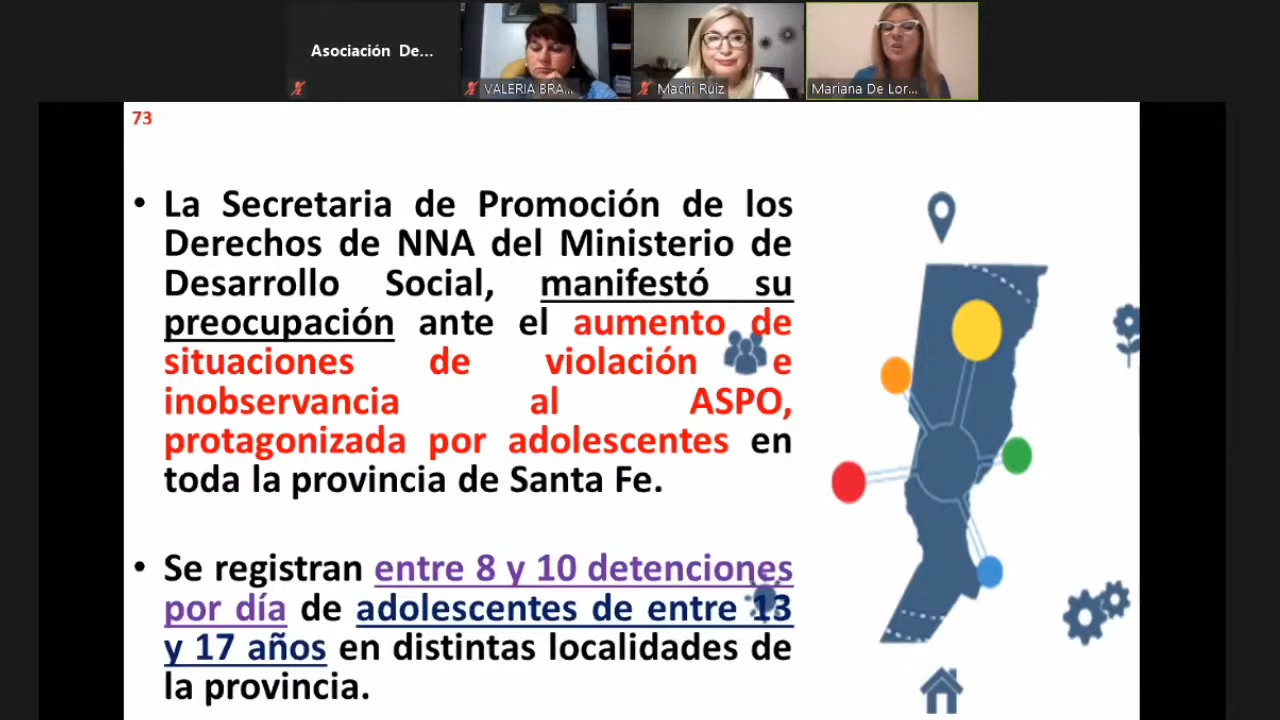 Asociación De...
VALERIA BRA...
Machi Ruiz
Mariana De Lor...
73
• La Secretaria de Promoción de los
Derechos de NNA del Ministerio de
Desarrollo Social, manifestó su
preocupación ante el aumento de
situaciones de violación e
inobservancia al ASPO,
protagonizada por adolescentes en
toda la provincia de Santa Fe.
• Se registran entre 8 y 10 detenciones
por día de adolescentes de entre 13
y 17 años en distintas localidades de
la provincia.